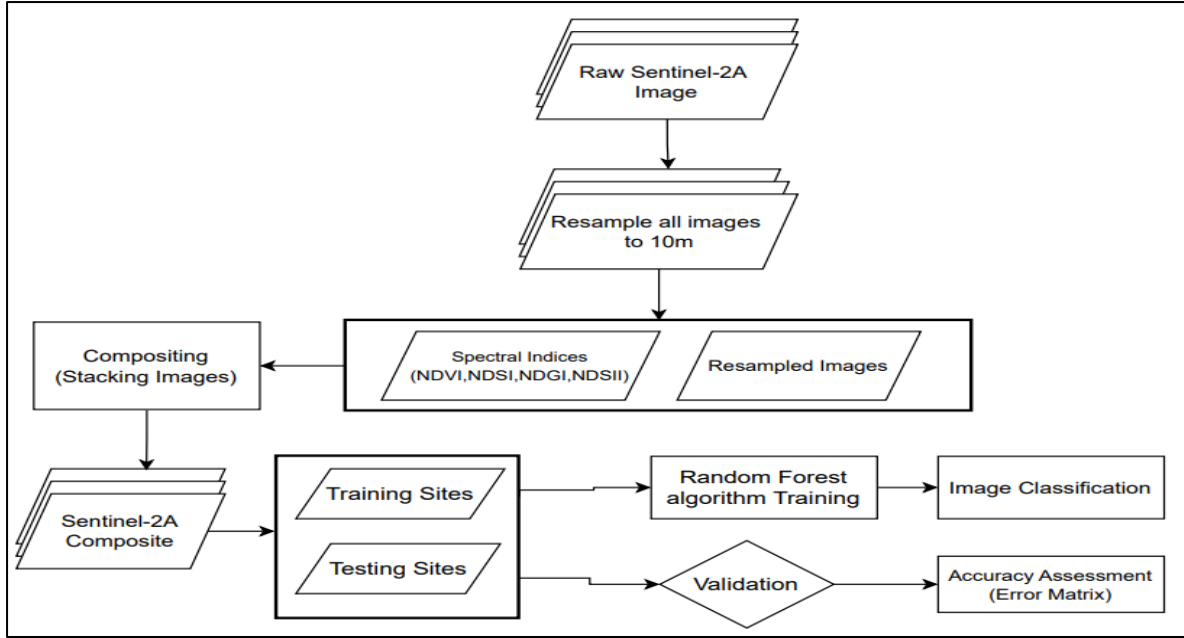 Raw Sentinel-2A
Image
Resample all images
to 10m
Spectral Indices
(NDVI,NDSI,NDGI,NDSII)
Resampled Images
Compositing
(Stacking Images)
Sentinel-2A
Composite
Training Sites
Testing Sites
Random Forest
algorithm Training
Image Classification
Validation
Accuracy Assessment
(Error Matrix)